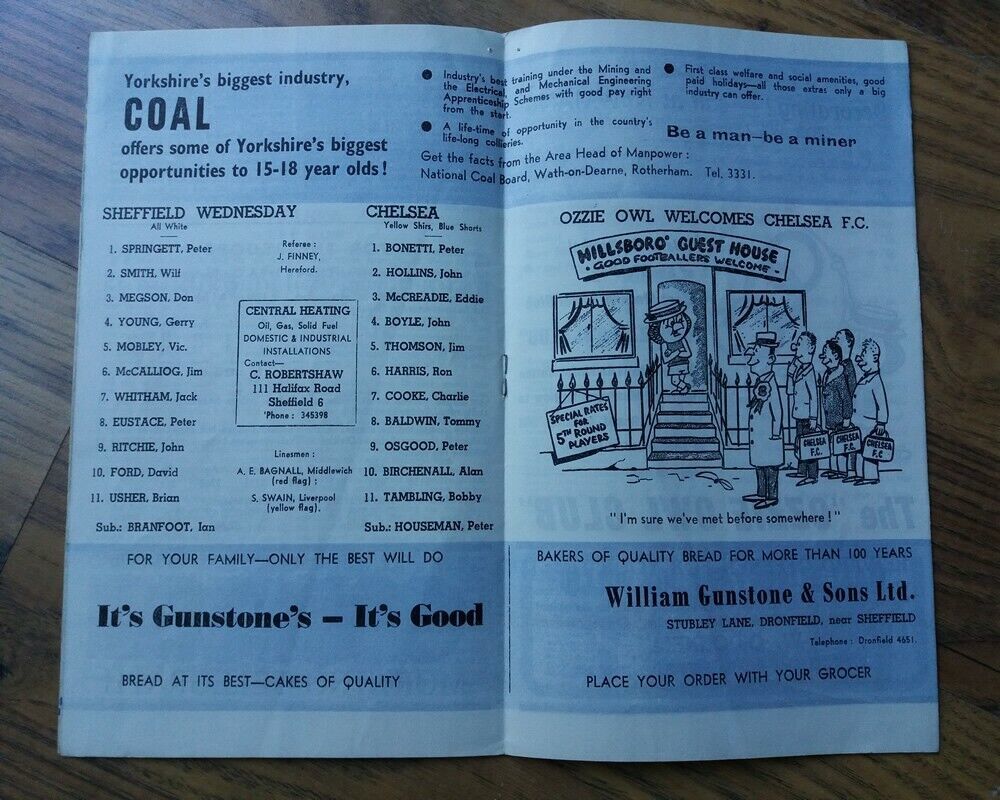 Yorkshire's biggest industry,
COAL
offers some of Yorkshire's biggest
opportunities to 15-18 year olds!
● Industry's best training under the Mining and
the Electrical, and Mechanical Engineering
Apprenticeship Schemes with good pay right
from the start.
● A life-time of opportunity in the country's
life-long collieries.
● First class welfare and social amenities, good
paid holidays—all those extras only a big
industry can offer.
Be a man—be a miner
Get the facts from the Area Head of Manpower:
National Coal Board, Wath-on-Dearne, Rotherham. Tel. 3331.
SHEFFIELD WEDNESDAY
All White
1. SPRINGETT, Peter
2. SMITH, Wilf
3. MEGSON, Don
4. YOUNG, Gerry
5. MOBLEY, Vic.
6. McCALLIOG, Jim
7. WHITHAM, Jack
8. EUSTACE, Peter
9. RITCHIE, John
10. FORD, David
11. USHER, Brian
Sub.: BRANFOOT, Ian
Referee:
J. FINNEY,
Hereford.
CENTRAL HEATING
Oil, Gas, Solid Fuel
DOMESTIC & INDUSTRIAL
INSTALLATIONS
Contact—
C. ROBERTSHAW
111 Halifax Road
Sheffield 6
'Phone: 345398
Linesmen:
A. E. BAGNALL, Middlewich
(red flag);
S. SWAIN, Liverpool
(yellow flag).
CHELSEA
Yellow Shirs, Blue Shorts
1. BONETTI, Peter
2. HOLLINS, John
3. McCREADIE, Eddie
4. BOYLE, John
5. THOMSON, Jim
6. HARRIS, Ron
7. COOKE, Charlie
8. BALDWIN, Tommy
9. OSGOOD, Peter
10. BIRCHENALL, Alan
11. TAMBLING, Bobby
Sub.: HOUSEMAN, Peter
OZZIE OWL WELCOMES CHELSEA F.C.
HILLSBORO' GUEST HOUSE
· GOOD FOOTBALLERS WELCOME -
SPECIAL RATES
FOR
5TH ROUND
PLAYERS
CHELSEA
F.C.
CHELSEA
F.C.
CHELSEA
F.C
"I'm sure we've met before somewhere!"
FOR YOUR FAMILY—ONLY THE BEST WILL DO
It's Gunstone's – It's Good
BREAD AT ITS BEST—CAKES OF QUALITY
BAKERS OF QUALITY BREAD FOR MORE THAN 100 YEARS
William Gunstone & Sons Ltd.
STUBLEY LANE, DRONFIELD, near SHEFFIELD
Telephone: Dronfield 4651.
PLACE YOUR ORDER WITH YOUR GROCER